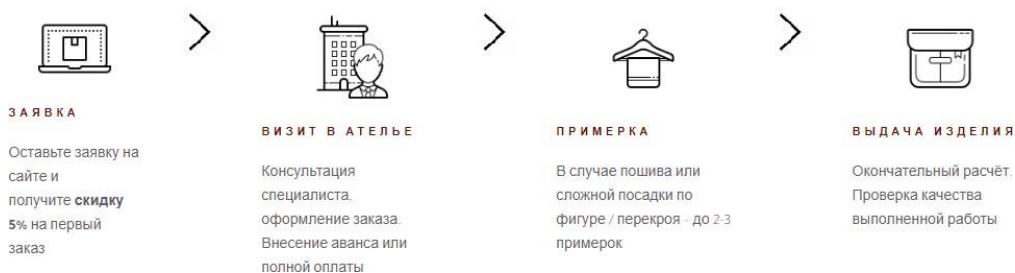 ЗАЯВКА
Оставьте заявку на
сайте и
получите скидку
5% на первый
заказ
ВИЗИТ В АТЕЛЬЕ
Консультация
специалиста.
оформление заказа.
Внесение аванса или
полной оплаты
ПРИМЕРКА
В случае пошива или
сложной посадки по
фигуре / перекроя - до 2-3
примерок
ВЫДАЧА ИЗДЕЛИЯ
Окончательный расчёт.
Проверка качества
выполненной работы